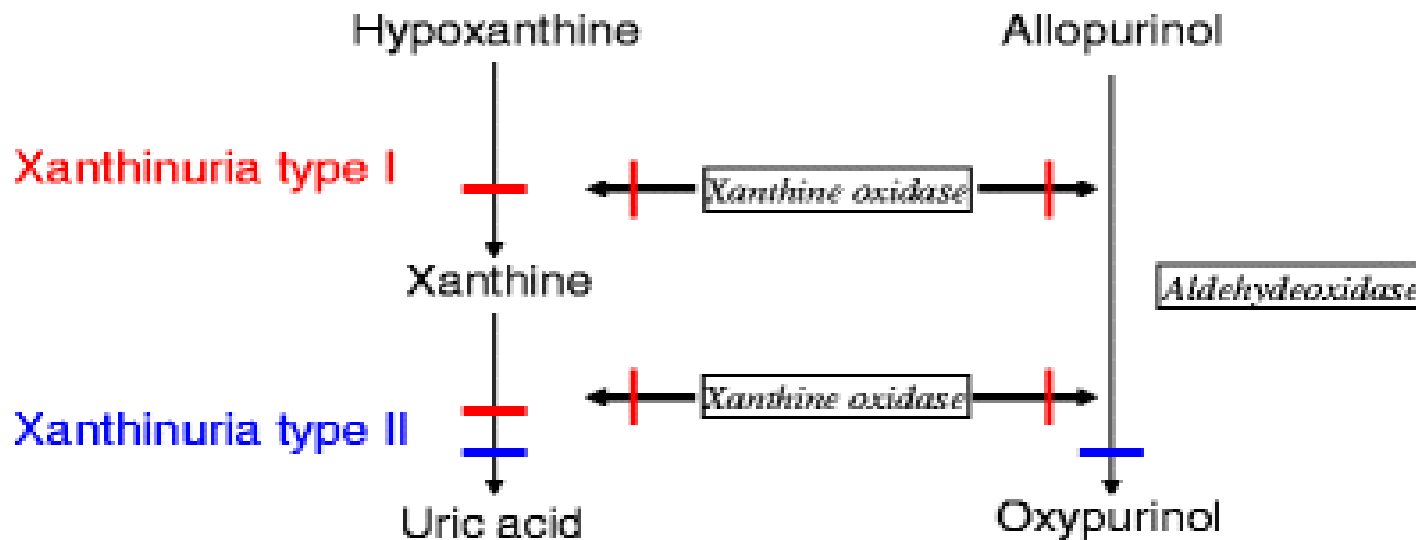 Hypoxanthine
Allopurinol
Xanthinuria type I
Xanthine oxidase
Xanthine
Aldehydeoxidase
Xanthine oxidase
Xanthinuria type II
Uric acid
Oxypurinol